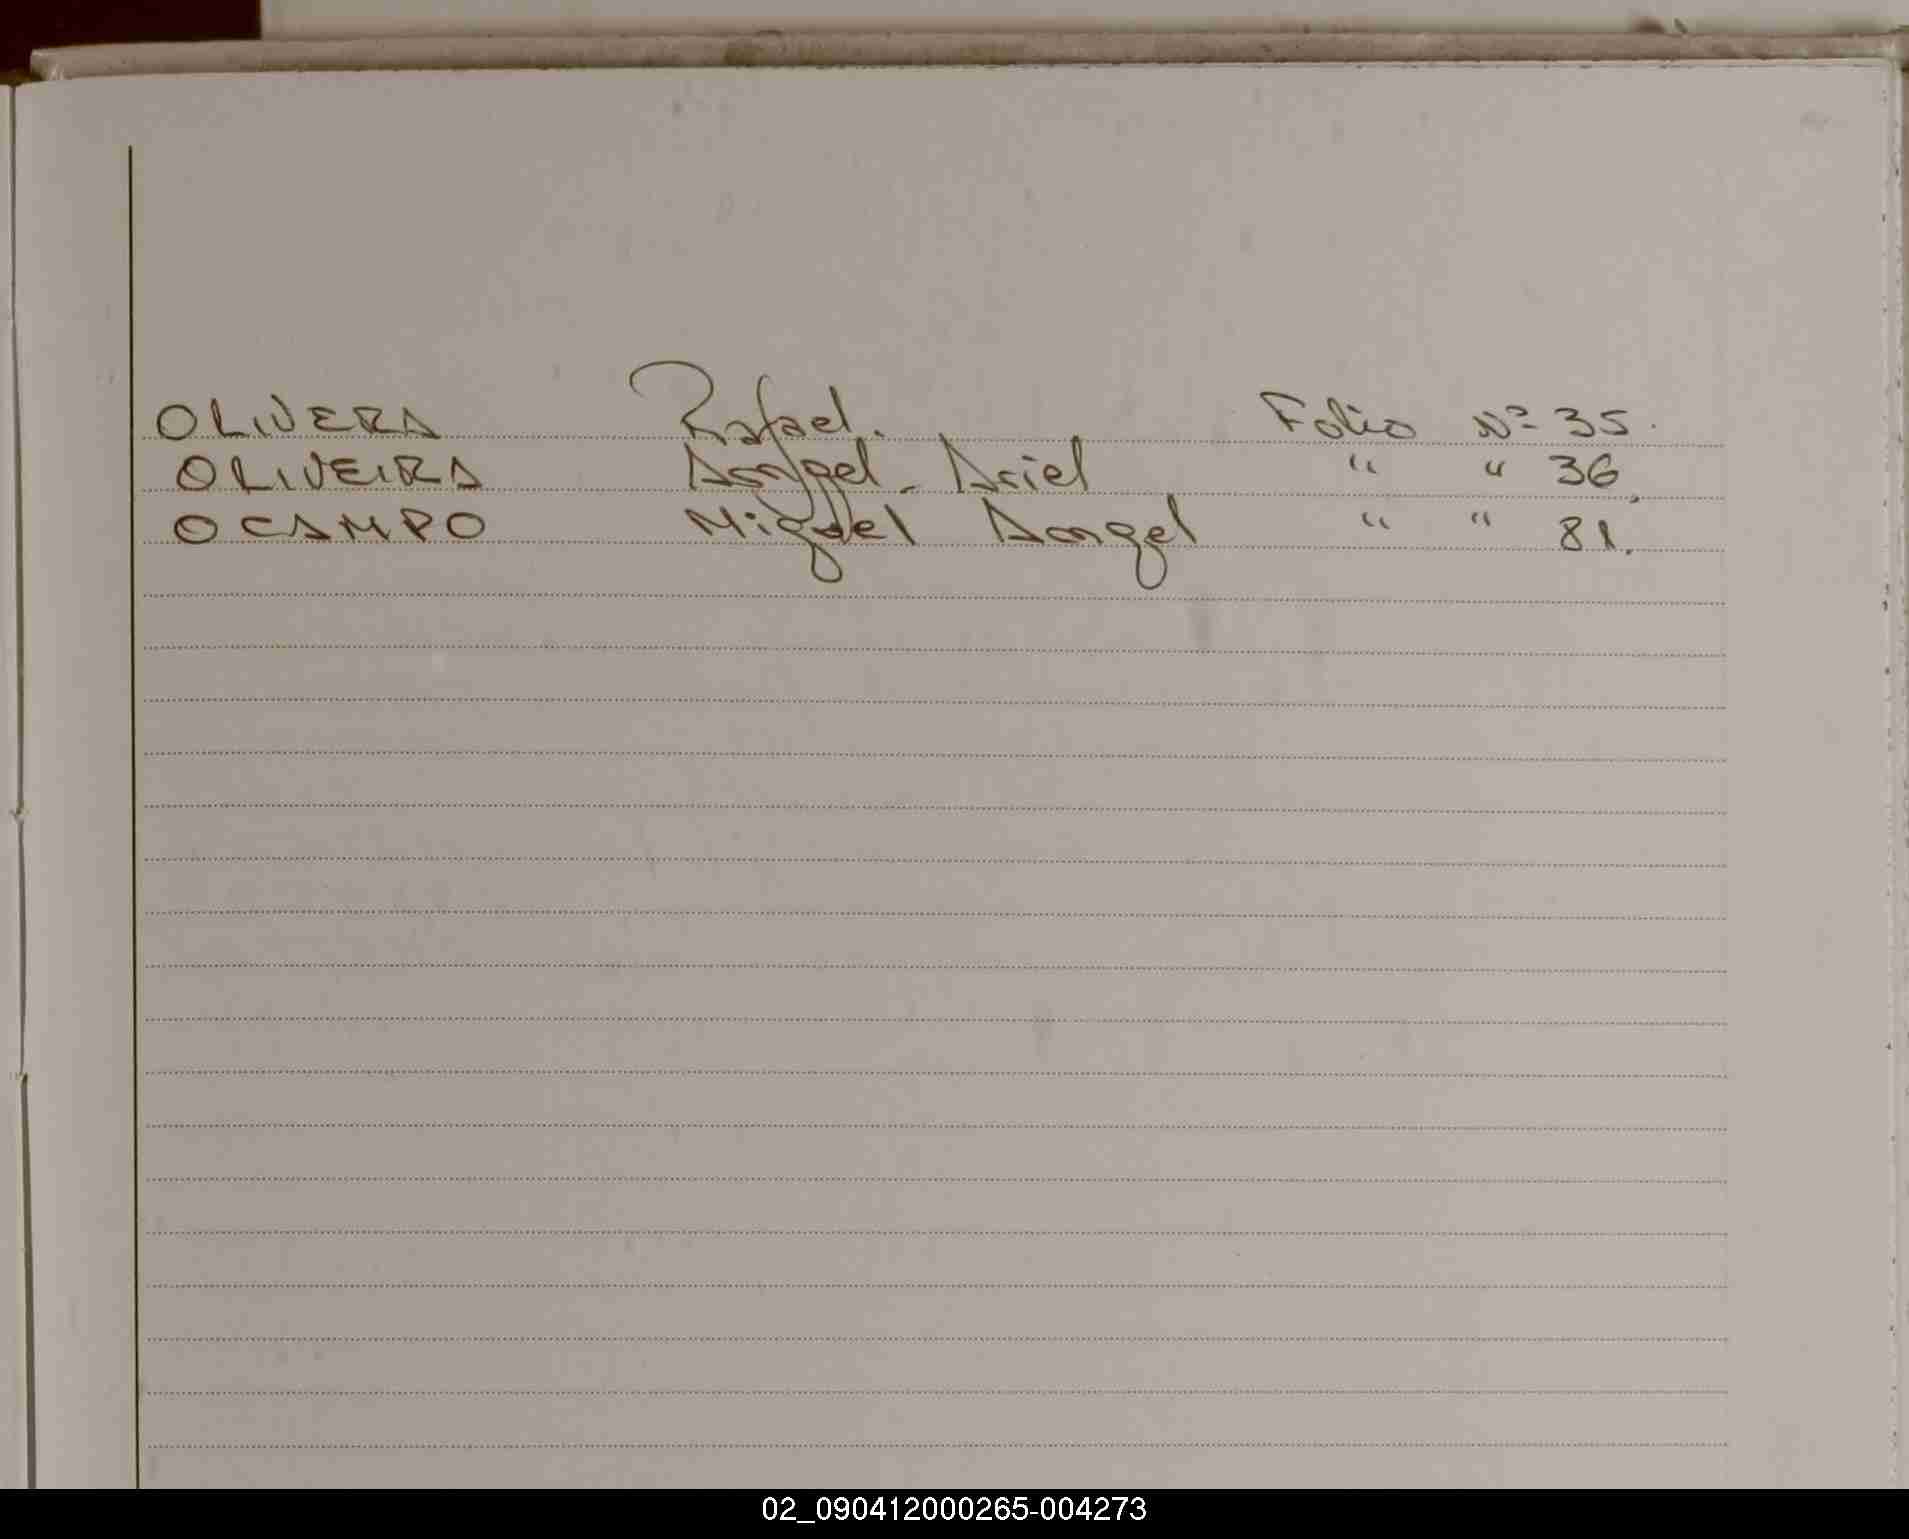 OLIVERA Rafael. Folio Nº 35.
OLIVEIRA Angel - Ariel " " 36.
OCAMPO Miguel Angel " " 81.
02_090412000265-004273